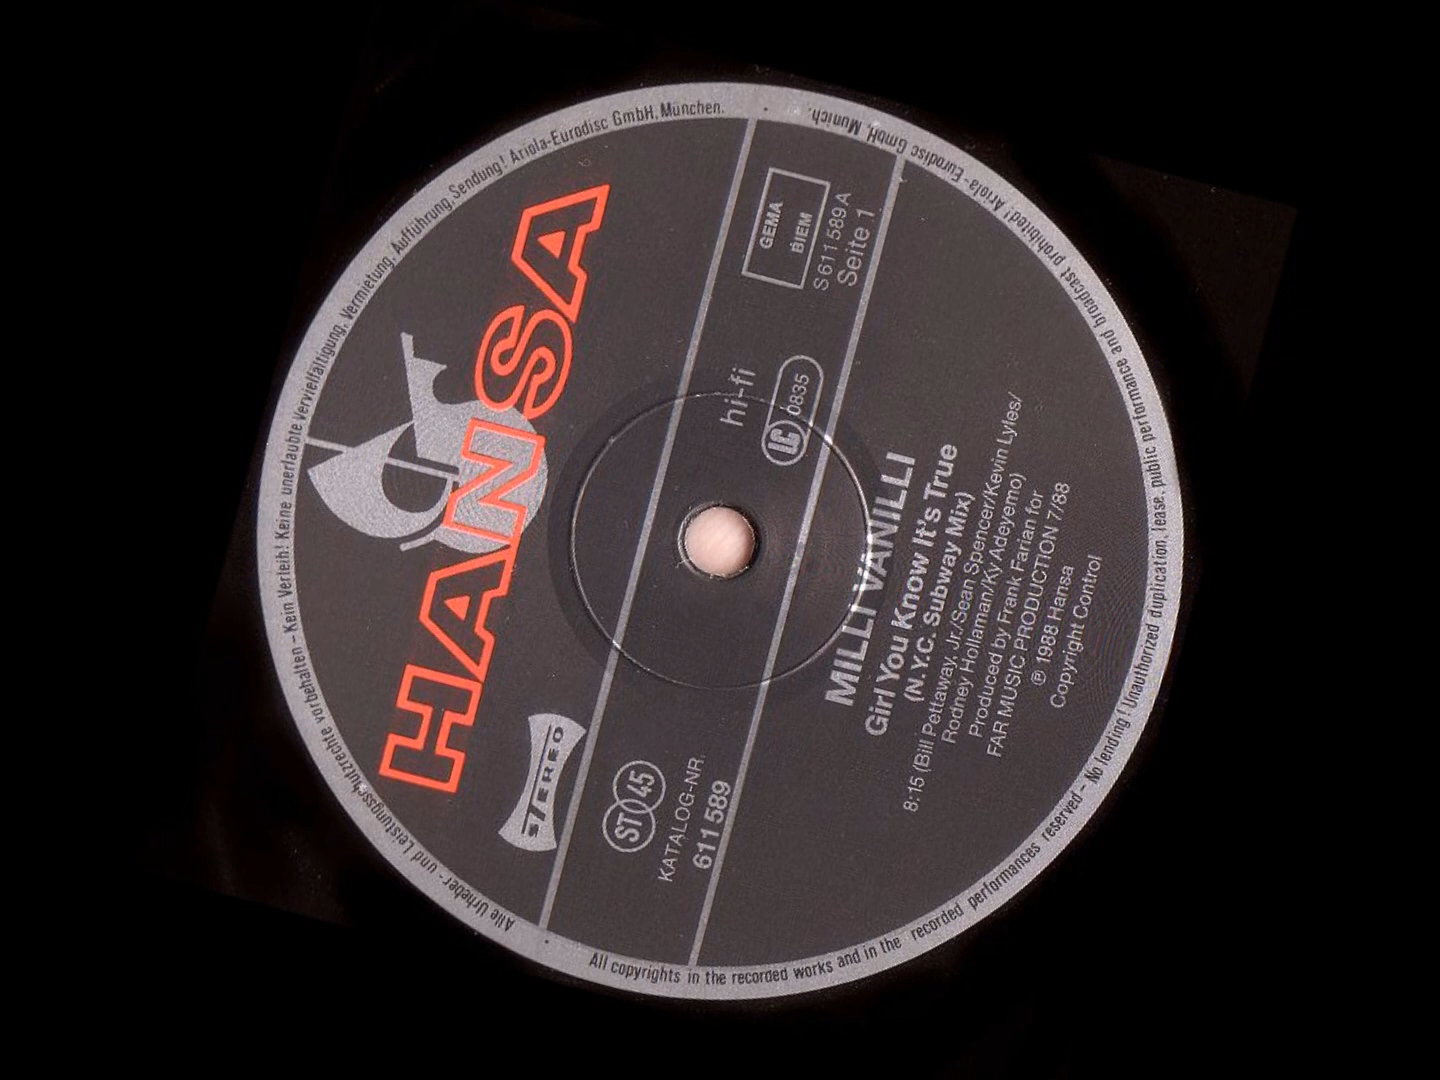 HANSA
STEREO
ST 45
KATALOG-NR.
611 589
hi-fi
LC 0835
GEMA
BIEM
S 611 589 A
Seite 1
MILLI VANILLI
Girl You Know It's True
(N.Y.C. Subway Mix)
8:15 (Bill Pettaway, Jr./Sean Spencer/Kevin Lyles/
Rodney Hollaman/Ky Adeyemo)
Produced by Frank Farian for
FAR MUSIC PRODUCTION 7/88
℗ 1988 Hansa
Copyright Control
Alle Urheber- und Leistungsschutzrechte vorbehalten – Kein Verleih! Keine unerlaubte Vervielfältigung, Vermietung, Aufführung, Sendung! Ariola-Eurodisc GmbH, München.
All copyrights in the recorded works and in the recorded performances reserved – No lending! Unauthorized duplication, lease, public performance and broadcast prohibited! Ariola-Eurodisc GmbH, Munich.